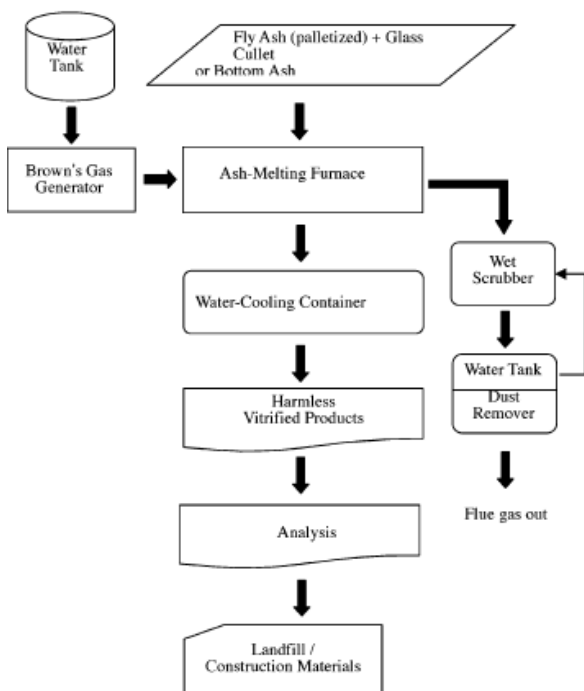 Water
Tank
Fly Ash (palletized) + Glass
Cullet
or Bottom Ash
Brown's Gas
Generator
Ash-Melting Furnace
Wet
Scrubber
Water-Cooling Container
Water Tank
Dust
Remover
Harmless
Vitrified Products
Flue gas out
Analysis
Landfill /
Construction Materials